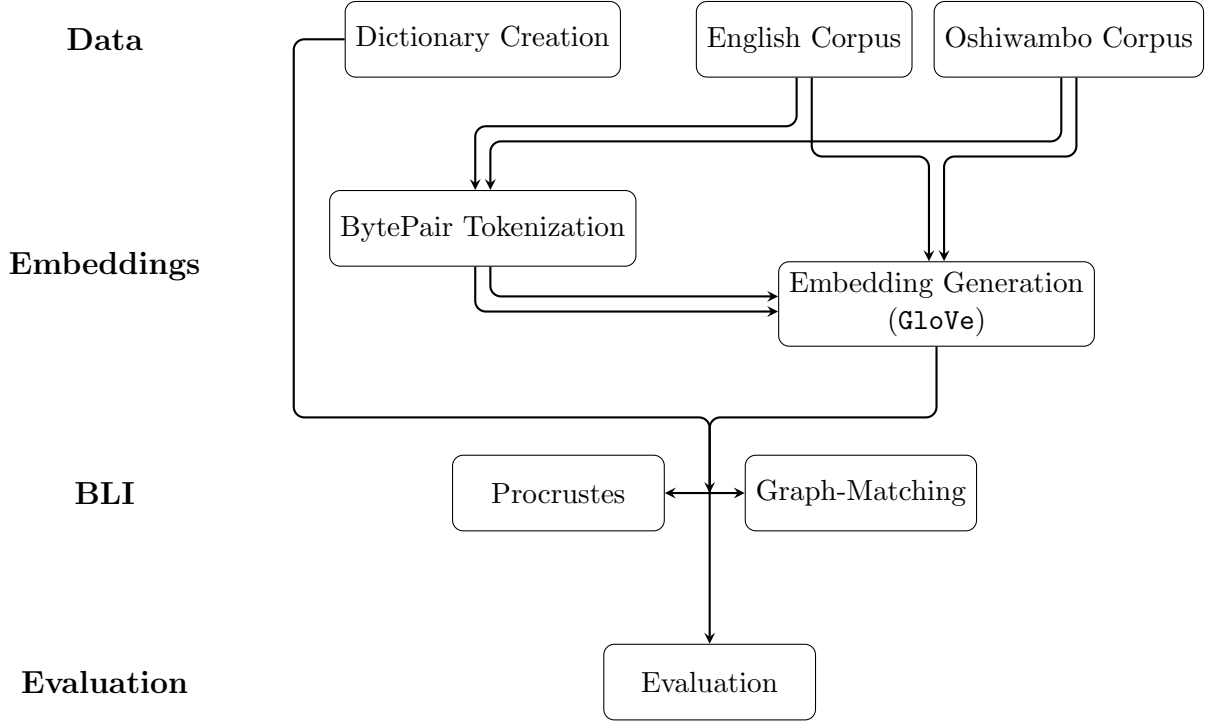 Data
Dictionary Creation
English Corpus
Oshiwambo Corpus
BytePair Tokenization
Embeddings
Embedding Generation
(GloVe)
BLI
Procrustes
Graph-Matching
Evaluation
Evaluation